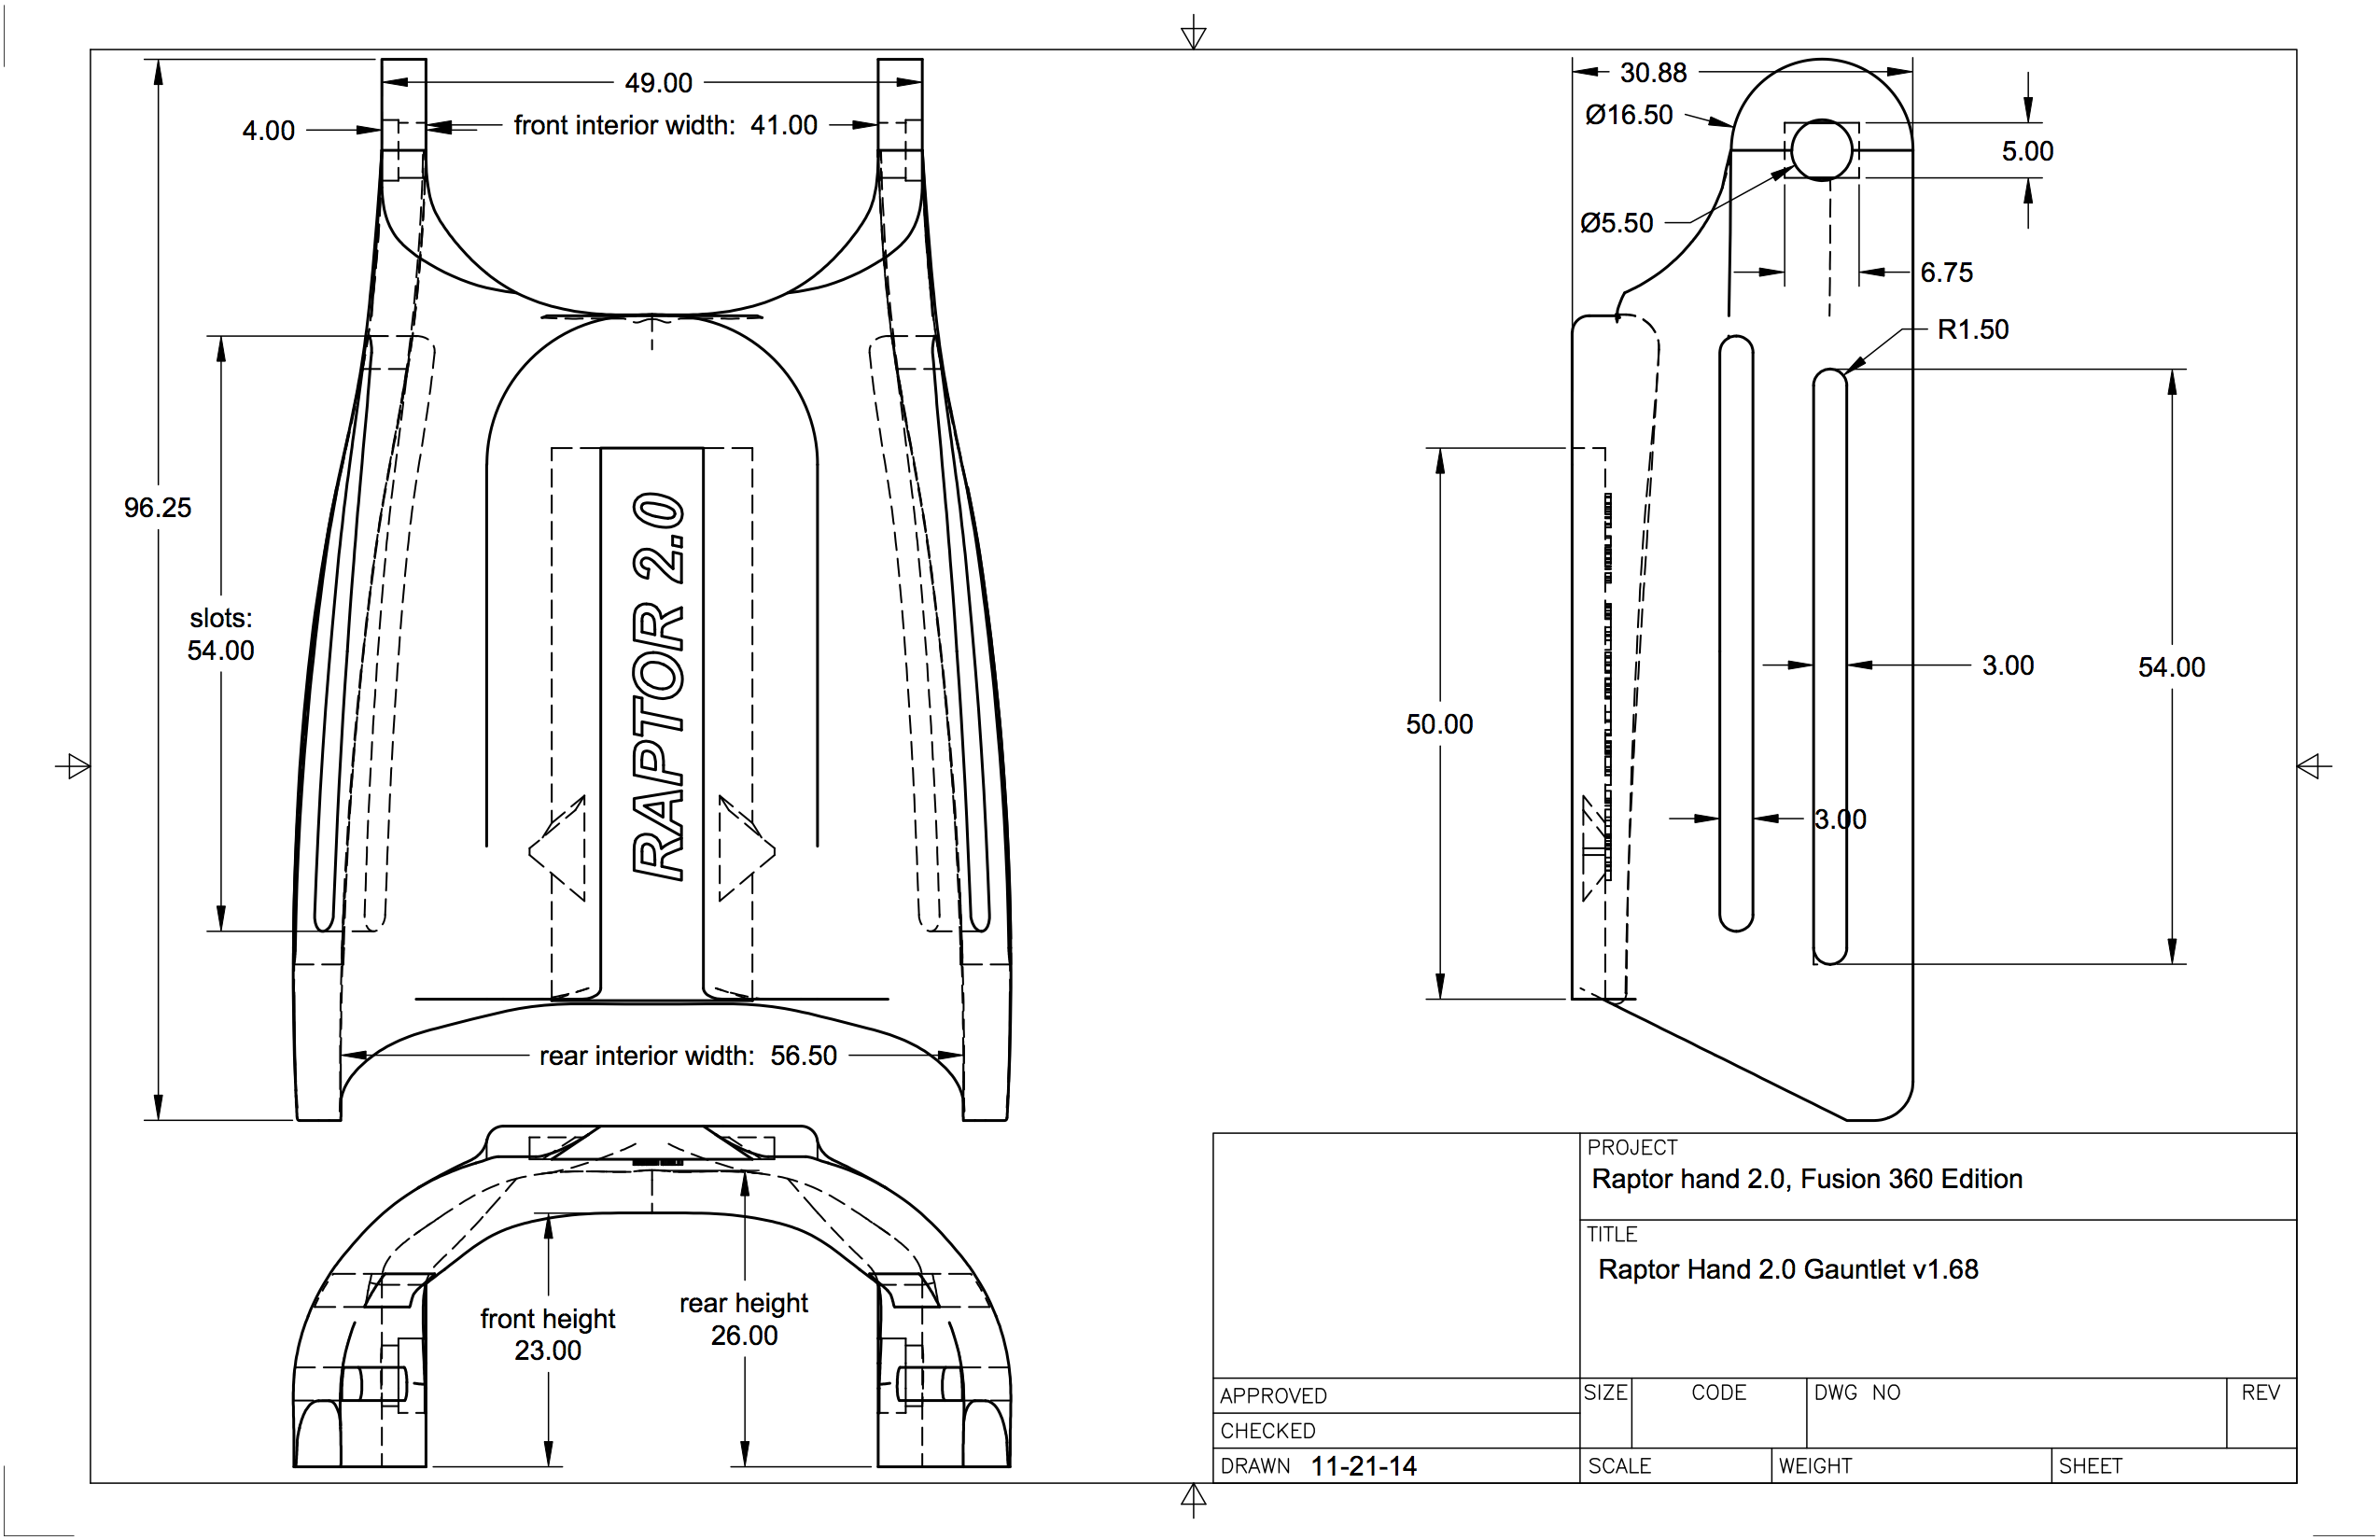 49.00
4.00
front interior width: 41.00
96.25
slots:
54.00
RAPTOR 2.0
rear interior width: 56.50
front height
23.00
rear height
26.00
30.88
Ø16.50
5.00
Ø5.50
6.75
R1.50
50.00
3.00
54.00
3.00
PROJECT
Raptor hand 2.0, Fusion 360 Edition
TITLE
Raptor Hand 2.0 Gauntlet v1.68
APPROVED
SIZE
CODE
DWG NO
REV
CHECKED
DRAWN 11-21-14
SCALE
WEIGHT
SHEET